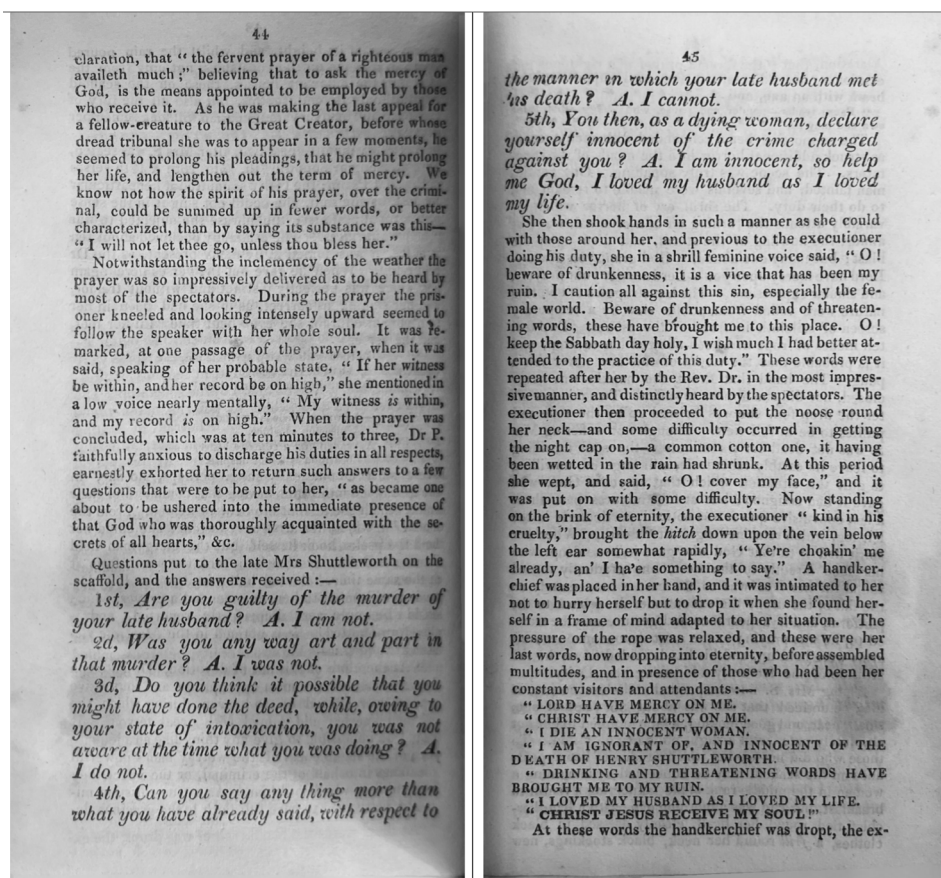 44
claration, that “ the fervent prayer of a righteous man
availeth much ;” believing that to ask the mercy of
God, is the means appointed to be employed by those
who receive it. As he was making the last appeal for
a fellow-creature to the Great Creator, before whose
dread tribunal she was to appear in a few moments, he
seemed to prolong his pleadings, that he might prolong
her life, and lengthen out the term of mercy. We
know not how the spirit of his prayer, over the crimi-
nal, could be summed up in fewer words, or better
characterized, than by saying its substance was this—
“ I will not let thee go, unless thou bless her.”
Notwithstanding the inclemency of the weather the
prayer was so impressively delivered as to be heard by
most of the spectators. During the prayer the pris-
oner kneeled and looking intensely upward seemed to
follow the speaker with her whole soul. It was re-
marked, at one passage of the prayer, when it was
said, speaking of her probable state, “ If her witness
be within, and her record be on high,” she mentioned in
a low voice nearly mentally, “ My witness is within,
and my record is on high.” When the prayer was
concluded, which was at ten minutes to three, Dr P.
faithfully anxious to discharge his duties in all respects,
earnestly exhorted her to return such answers to a few
questions that were to be put to her, “ as became one
about to be ushered into the immediate presence of
that God who was thoroughly acquainted with the se-
crets of all hearts,” &c.
Questions put to the late Mrs Shuttleworth on the
scaffold, and the answers received :—
1st, Are you guilty of the murder of
your late husband ? A. I am not.
2d, Was you any way art and part in
that murder ? A. I was not.
3d, Do you think it possible that you
might have done the deed, while, owing to
your state of intoxication, you was not
aware at the time what you was doing ? A.
I do not.
4th, Can you say any thing more than
what you have already said, with respect to
45
the manner in which your late husband met
his death ? A. I cannot.
5th, You then, as a dying woman, declare
yourself innocent of the crime charged
against you ? A. I am innocent, so help
me God, I loved my husband as I loved
my life.
She then shook hands in such a manner as she could
with those around her, and previous to the executioner
doing his duty, she in a shrill feminine voice said, “ O !
beware of drunkenness, it is a vice that has been my
ruin. I caution all against this sin, especially the fe-
male world. Beware of drunkenness and of threaten-
ing words, these have brought me to this place. O !
keep the Sabbath day holy, I wish much I had better at-
tended to the practice of this duty.” These words were
repeated after her by the Rev. Dr. in the most impres-
sive manner, and distinctly heard by the spectators. The
executioner then proceeded to put the noose round
her neck—and some difficulty occurred in getting
the night cap on,—a common cotton one, it having
been wetted in the rain had shrunk. At this period
she wept, and said, “ O ! cover my face,” and it
was put on with some difficulty. Now standing
on the brink of eternity, the executioner “ kind in his
cruelty,” brought the hitch down upon the vein below
the left ear somewhat rapidly, “ Ye're choakin' me
already, an' I ha'e something to say.” A handker-
chief was placed in her hand, and it was intimated to her
not to hurry herself but to drop it when she found her-
self in a frame of mind adapted to her situation. The
pressure of the rope was relaxed, and these were her
last words, now dropping into eternity, before assembled
multitudes, and in presence of those who had been her
constant visitors and attendants :—
“ LORD HAVE MERCY ON ME.
“ CHRIST HAVE MERCY ON ME.
“ I DIE AN INNOCENT WOMAN.
“ I AM IGNORANT OF, AND INNOCENT OF THE
DEATH OF HENRY SHUTTLEWORTH.
“ DRINKING AND THREATENING WORDS HAVE
BROUGHT ME TO MY RUIN.
“ I LOVED MY HUSBAND AS I LOVED MY LIFE.
“ CHRIST JESUS RECEIVE MY SOUL !”
At these words the handkerchief was dropt, the ex-